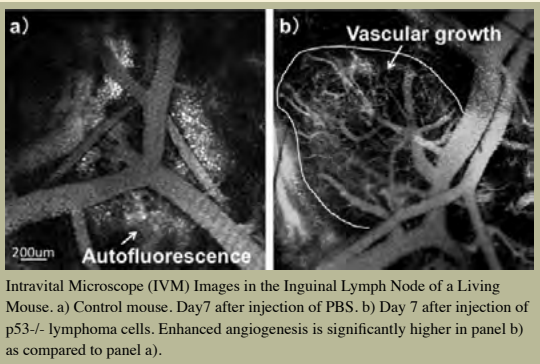 a)
b)
Vascular growth
Autofluorescence
200um
Intravital Microscope (IVM) Images in the Inguinal Lymph Node of a Living
Mouse. a) Control mouse. Day7 after injection of PBS. b) Day 7 after injection of
p53-/- lymphoma cells. Enhanced angiogenesis is significantly higher in panel b)
as compared to panel a).